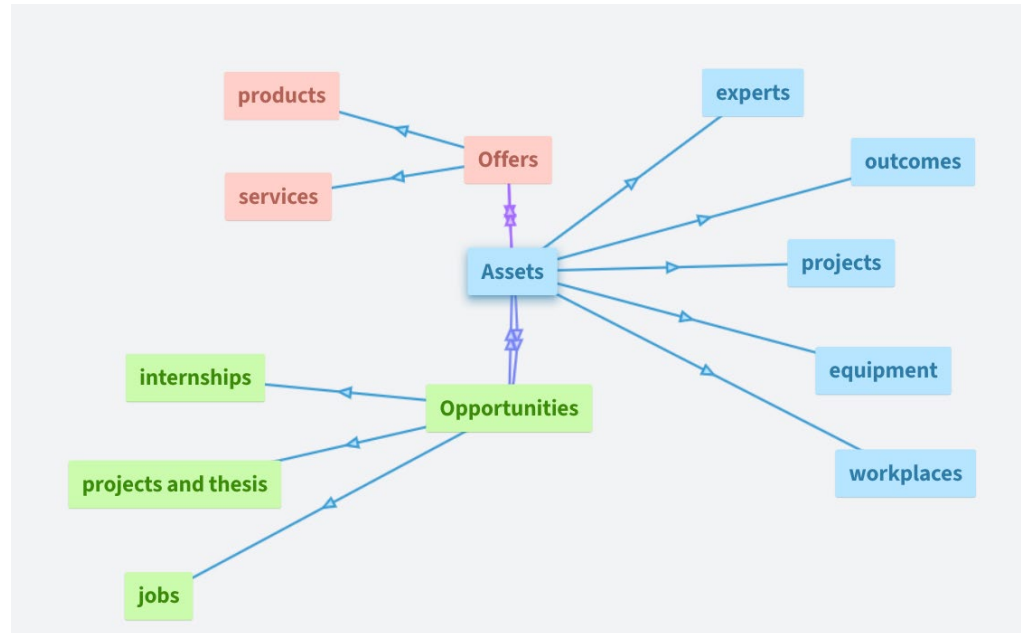 products
experts
Offers
outcomes
services
Assets
projects
internships
equipment
Opportunities
projects and thesis
workplaces
jobs